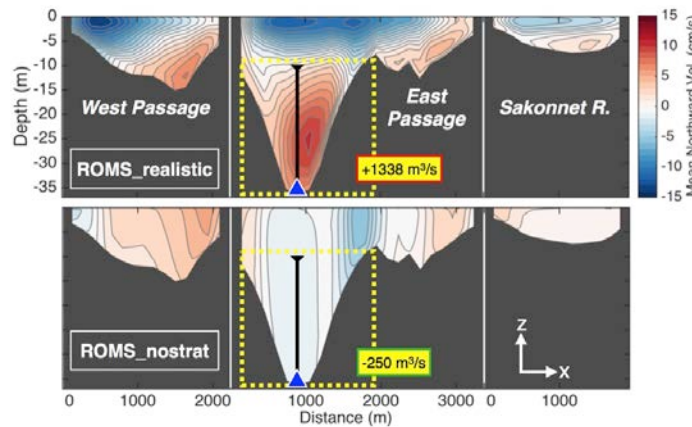 0
-5
-10
-15
-20
-25
-30
-35
Depth (m)
West Passage
East
Passage
Sakonnet R.
ROMS_realistic
+1338 m³/s
15
10
5
0
-5
-10
-15
Mean Northward Vel. (cm/s)
ROMS_nostrat
-250 m³/s
Z
X
0
1000
2000
1000
2000
3000
0
1000
Distance (m)